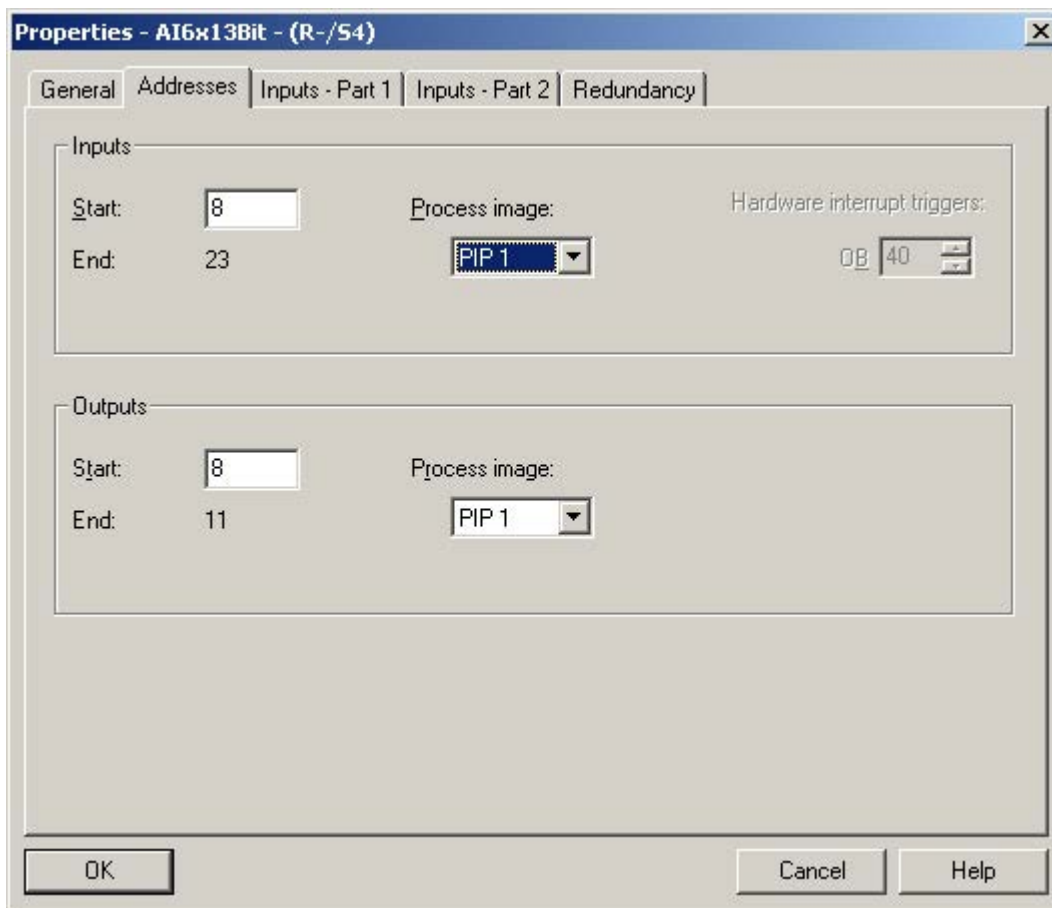 Properties - AI6x13Bit - (R-/S4)
General Addresses Inputs - Part 1 Inputs - Part 2 Redundancy
Inputs
Start: 8 Process image: Hardware interrupt triggers:
End: 23 PIP 1 OB 40
Outputs
Start: 8 Process image:
End: 11 PIP 1
OK Cancel Help